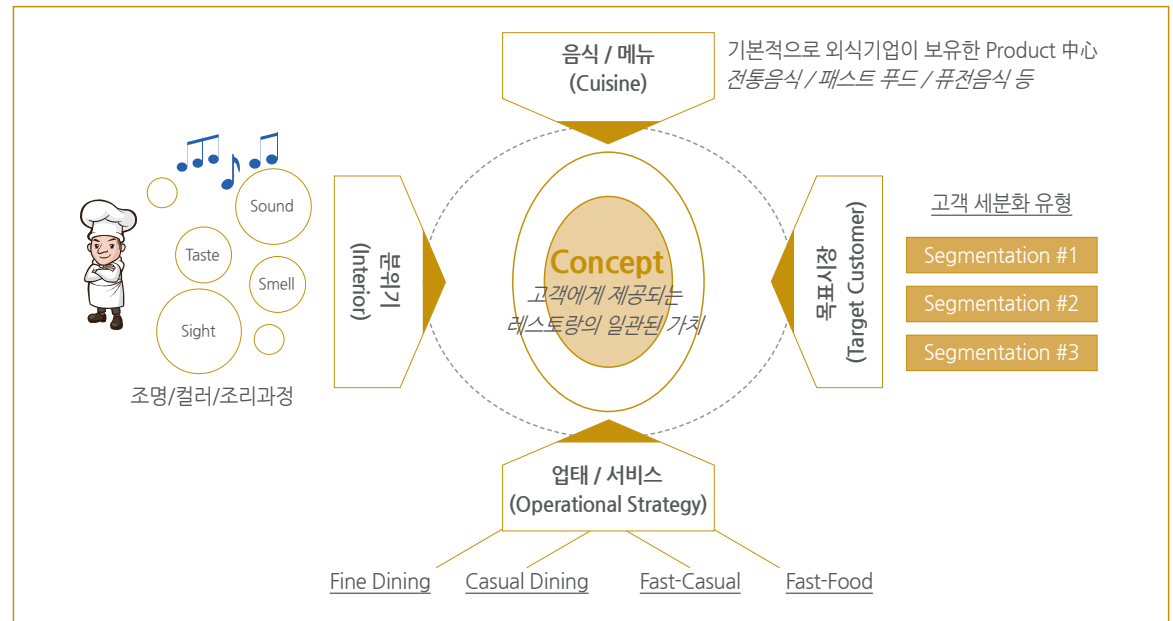 음식 / 메뉴
(Cuisine)
기본적으로 외식기업이 보유한 Product 中心
전통음식 / 패스트 푸드 / 퓨전음식 등
Sound
Taste
Smell
Sight
조명/컬러/조리과정
분위기
(Interior)
Concept
고객에게 제공되는
레스토랑의 일관된 가치
목표시장
(Target Customer)
고객 세분화 유형
Segmentation #1
Segmentation #2
Segmentation #3
업태 / 서비스
(Operational Strategy)
Fine Dining
Casual Dining
Fast-Casual
Fast-Food